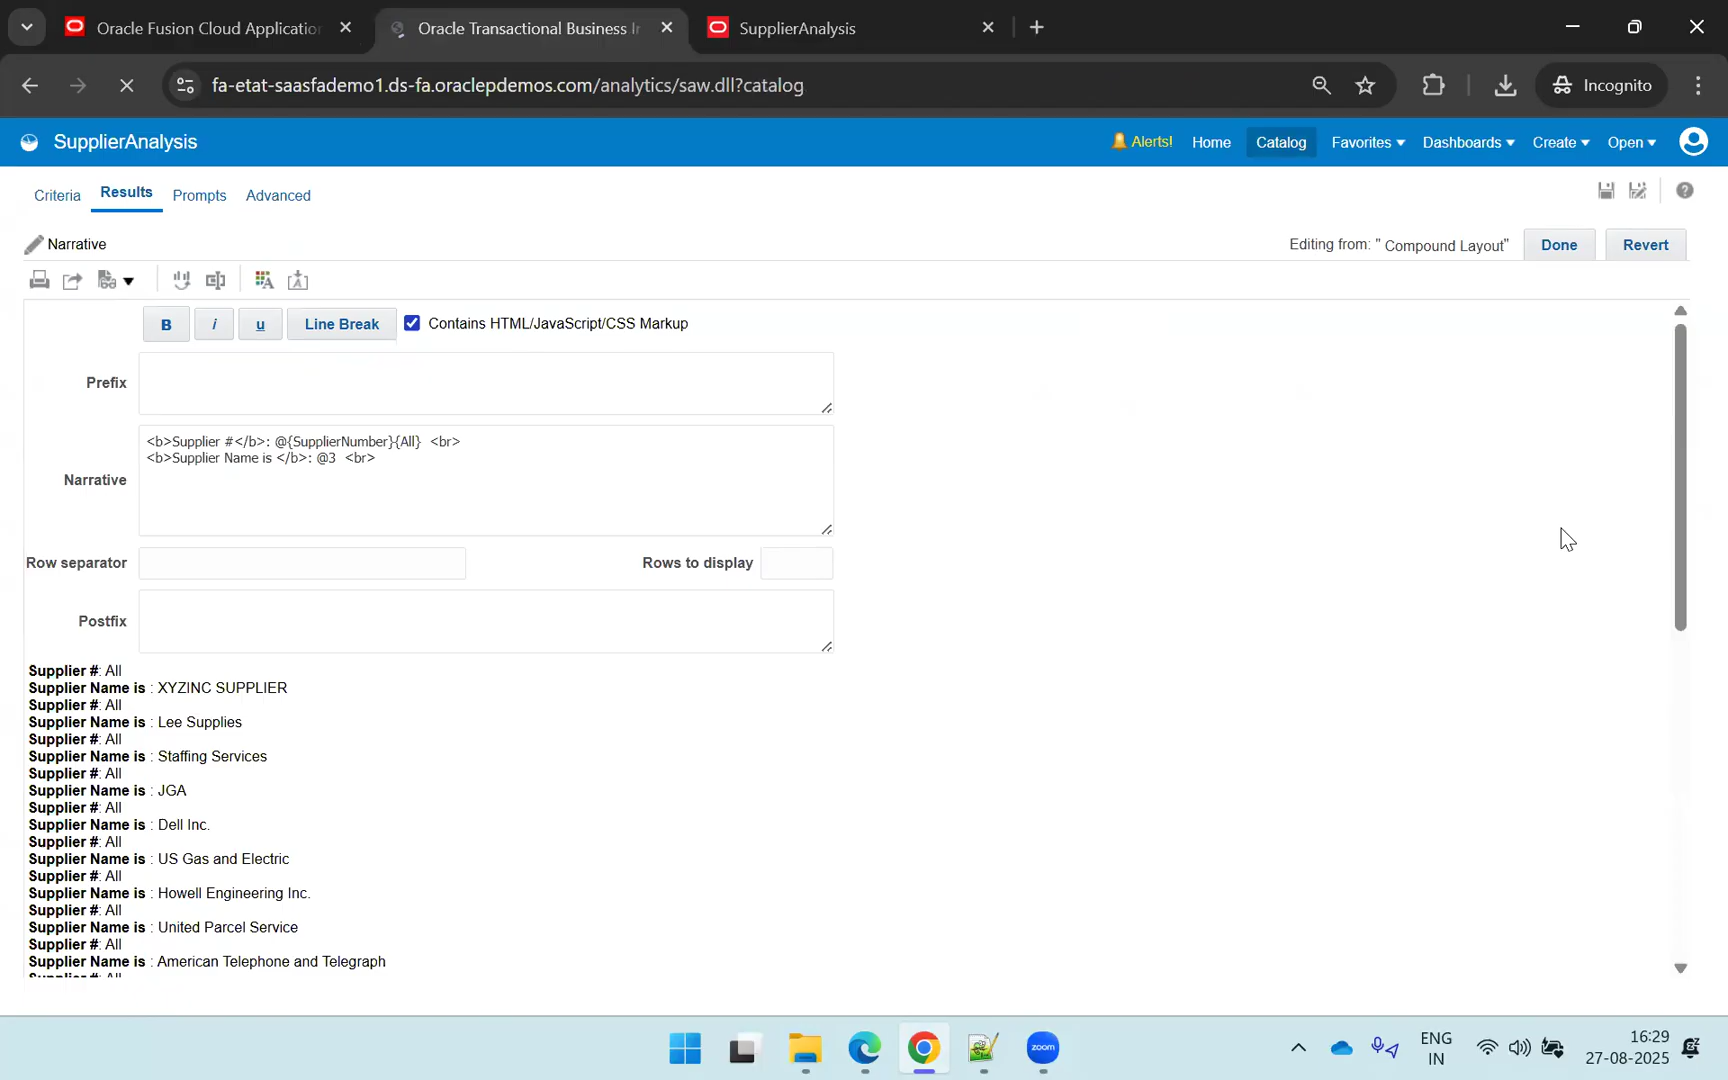 Oracle Fusion Cloud Application
Oracle Transactional Business In
SupplierAnalysis
fa-etat-saasfademo1.ds-fa.oraclepdemos.com/analytics/saw.dll?catalog
Incognito
SupplierAnalysis
Alerts!
Home
Catalog
Favorites
Dashboards
Create
Open
Criteria
Results
Prompts
Advanced
Narrative
Editing from: " Compound Layout"
Done
Revert
B
i
u
Line Break
Contains HTML/JavaScript/CSS Markup
Prefix
Narrative
<b>Supplier #</b>: @{SupplierNumber}{All} <br>
<b>Supplier Name is </b>: @3 <br>
Row separator
Rows to display
Postfix
Supplier #: All
Supplier Name is : XYZINC SUPPLIER
Supplier #: All
Supplier Name is : Lee Supplies
Supplier #: All
Supplier Name is : Staffing Services
Supplier #: All
Supplier Name is : JGA
Supplier #: All
Supplier Name is : Dell Inc.
Supplier #: All
Supplier Name is : US Gas and Electric
Supplier #: All
Supplier Name is : Howell Engineering Inc.
Supplier #: All
Supplier Name is : United Parcel Service
Supplier #: All
Supplier Name is : American Telephone and Telegraph
Supplier #: All
zoom
ENG
IN
16:29
27-08-2025